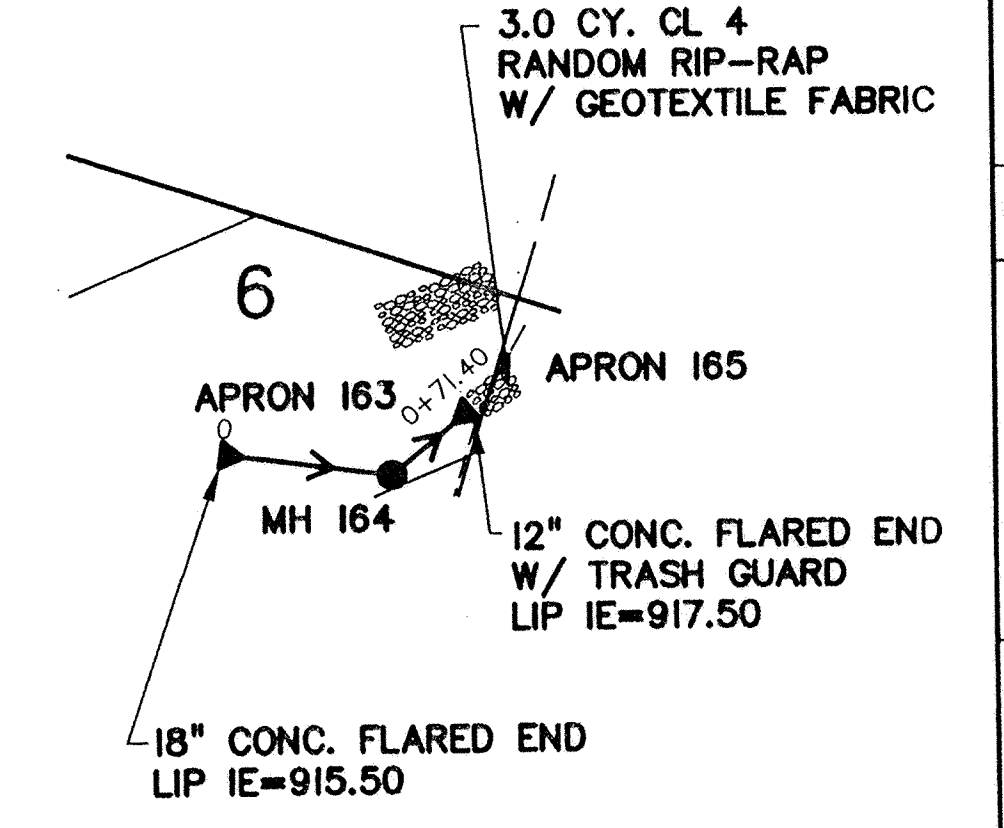 3.0 CY. CL 4
RANDOM RIP-RAP
W/ GEOTEXTILE FABRIC
6
0+71.40
APRON 165
APRON 163
0
MH 164
12" CONC. FLARED END
W/ TRASH GUARD
LIP IE=917.50
18" CONC. FLARED END
LIP IE=915.50